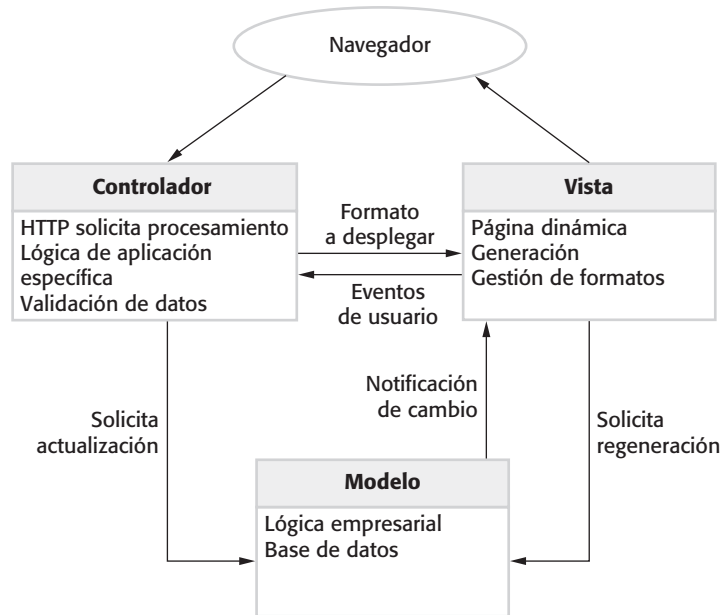 Navegador
Controlador
HTTP solicita procesamiento
Lógica de aplicación
específica
Validación de datos
Formato
a desplegar
Eventos
de usuario
Vista
Página dinámica
Generación
Gestión de formatos
Solicita
actualización
Notificación
de cambio
Solicita
regeneración
Modelo
Lógica empresarial
Base de datos